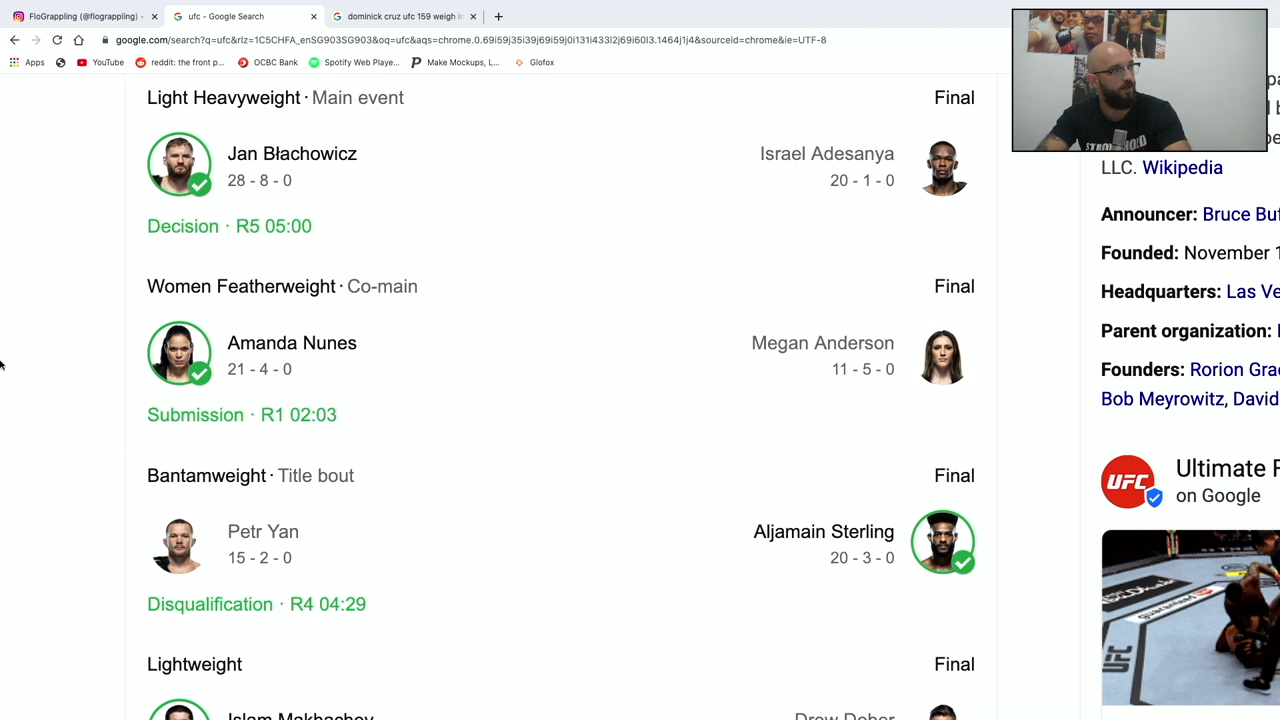 FloGrappling (@flograppling) ·
ufc - Google Search
dominick cruz ufc 159 weigh i
google.com/search?q=ufc&rlz=1C5CHFA_enSG903SG903&oq=ufc&aqs=chrome.0.69i59j35i39j69i59j0i131i433l2j69i60l3.1464j1j4&sourceid=chrome&ie=UTF-8
Apps
YouTube
reddit: the front p...
OCBC Bank
Spotify Web Playe...
Make Mockups, L...
Glofox
Light Heavyweight · Main event
Final
Jan Błachowicz
Israel Adesanya
28 - 8 - 0
20 - 1 - 0
Decision · R5 05:00
Women Featherweight · Co-main
Final
Amanda Nunes
Megan Anderson
21 - 4 - 0
11 - 5 - 0
Submission · R1 02:03
Bantamweight · Title bout
Final
Petr Yan
Aljamain Sterling
15 - 2 - 0
20 - 3 - 0
Disqualification · R4 04:29
Lightweight
Final
Islam Makhachev
Drew Dober
LLC. Wikipedia
Announcer: Bruce Buf
Founded: November 1
Headquarters: Las Ve
Parent organization:
Founders: Rorion Gra
Bob Meyrowitz, David
UFC
Ultimate F
on Google
UFC